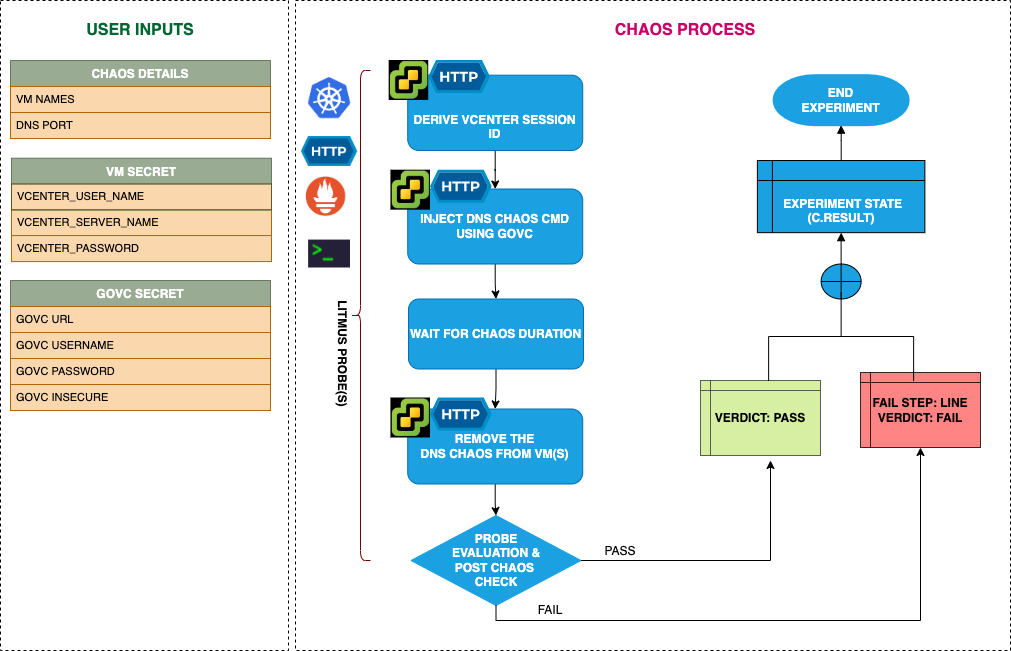 USER INPUTS
CHAOS DETAILS
VM NAMES
DNS PORT
VM SECRET
VCENTER_USER_NAME
VCENTER_SERVER_NAME
VCENTER_PASSWORD
GOVC SECRET
GOVC URL
GOVC USERNAME
GOVC PASSWORD
GOVC INSECURE
CHAOS PROCESS
HTTP
>_
LITMUS PROBE(S)
HTTP
DERIVE VCENTER SESSION
ID
HTTP
INJECT DNS CHAOS CMD
USING GOVC
WAIT FOR CHAOS DURATION
HTTP
REMOVE THE
DNS CHAOS FROM VM(S)
PROBE
EVALUATION &
POST CHAOS
CHECK
PASS
FAIL
VERDICT: PASS
FAIL STEP: LINE
VERDICT: FAIL
EXPERIMENT STATE
(C.RESULT)
END
EXPERIMENT